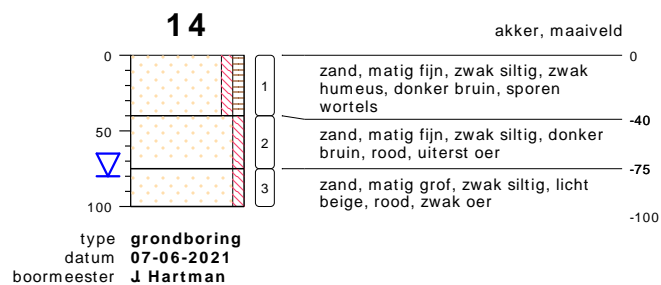 14
akker, maaiveld
0
0
1
zand, matig fijn, zwak siltig, zwak
humeus, donker bruin, sporen
wortels
-40
50
2
zand, matig fijn, zwak siltig, donker
bruin, rood, uiterst oer
-75
3
zand, matig grof, zwak siltig, licht
beige, rood, zwak oer
100
-100
type grondboring
datum 07-06-2021
boormeester J Hartman